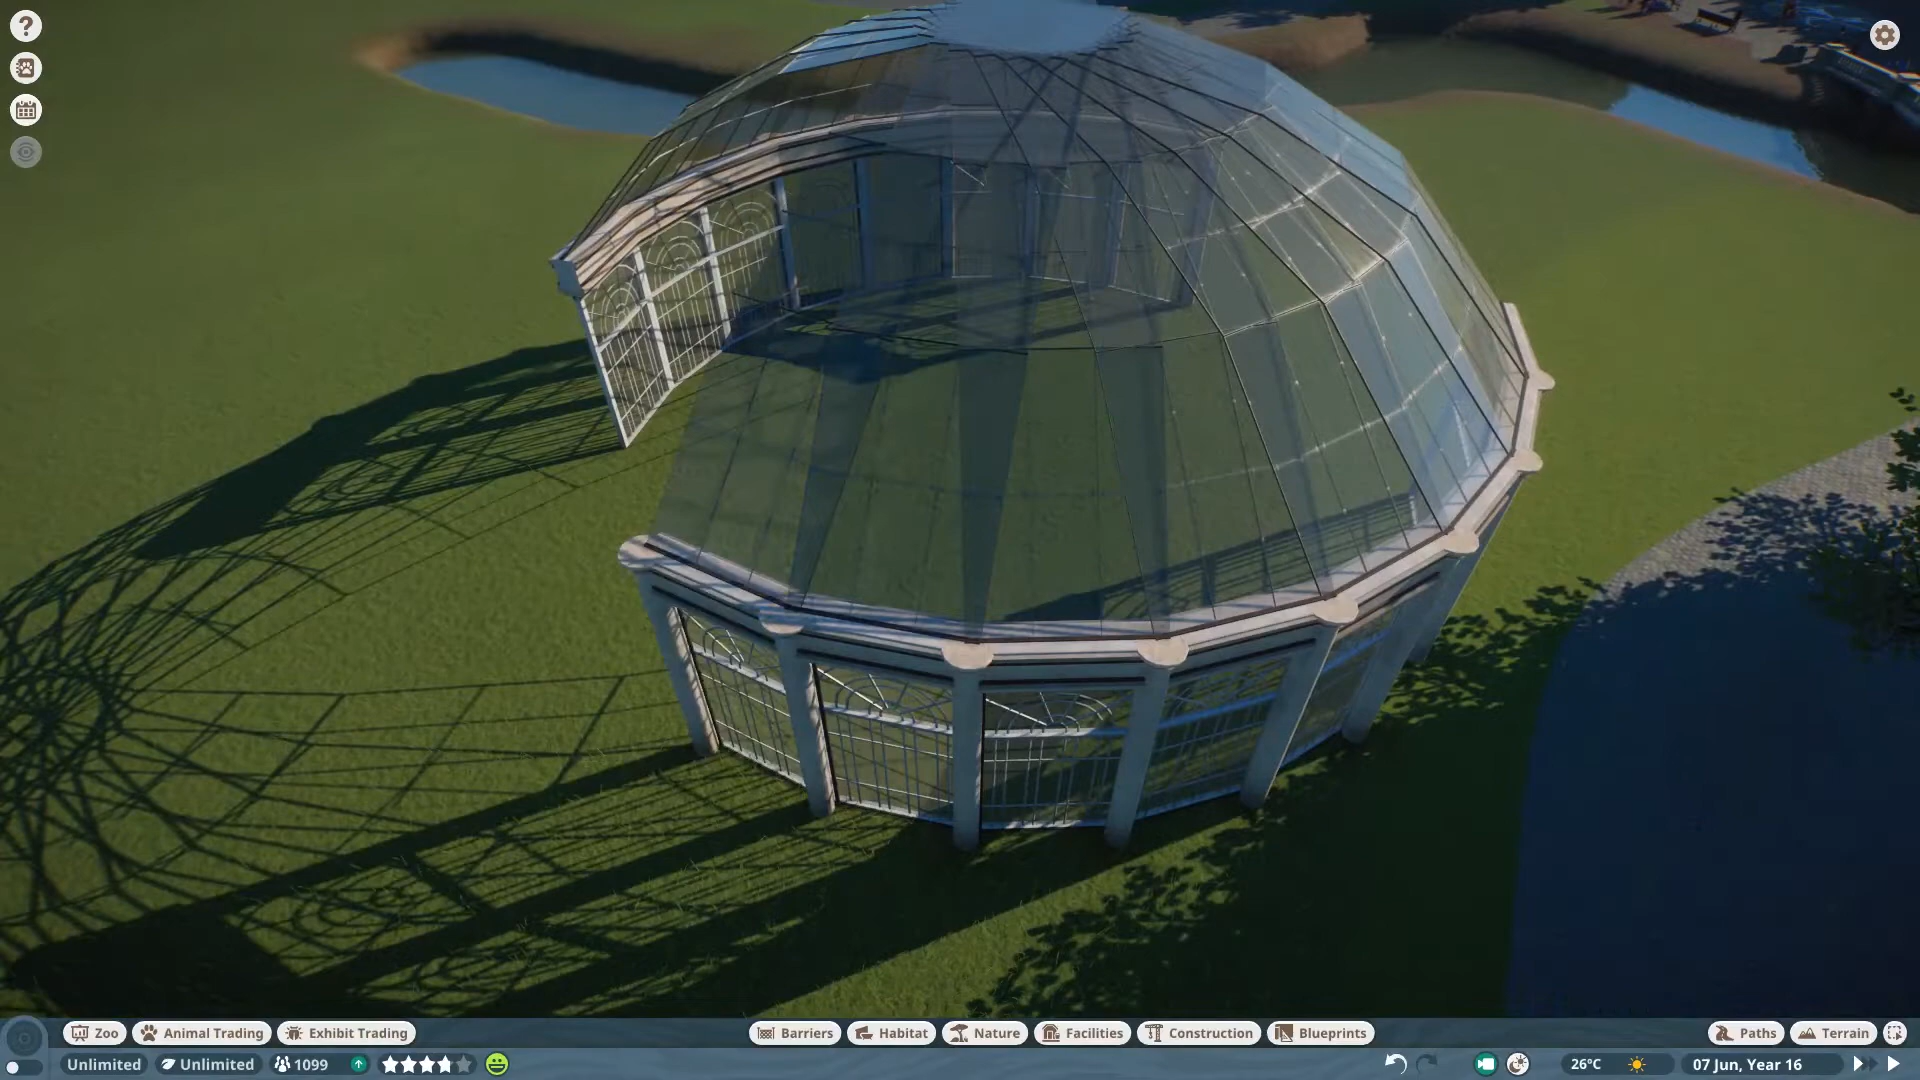 ?
Zoo Animal Trading Exhibit Trading Barriers Habitat Nature Facilities Construction Blueprints Paths Terrain
Unlimited Unlimited 1099 26°C 07 Jun, Year 16